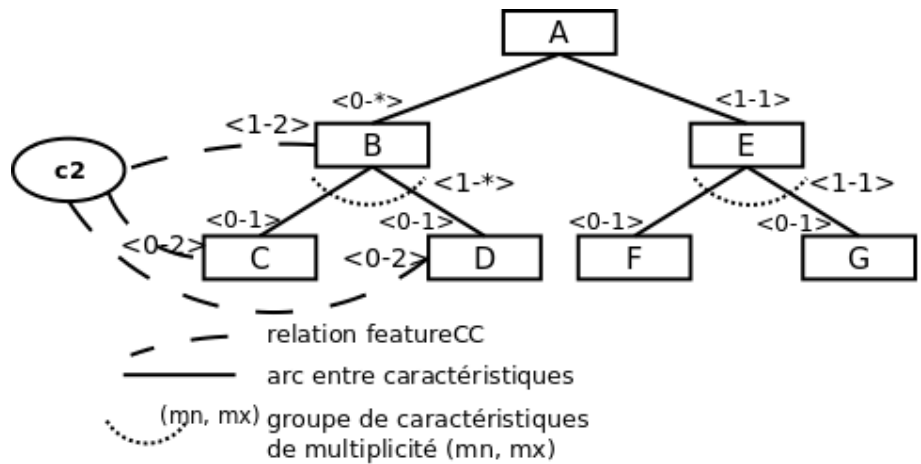 A
<0-*>
<1-1>
<1-2>
B
E
c2
<1-*>
<1-1>
<0-1>
<0-1>
<0-1>
<0-1>
<0-2>
C
<0-2>
D
F
G
relation featureCC
arc entre caractéristiques
(mn, mx) groupe de caractéristiques
de multiplicité (mn, mx)